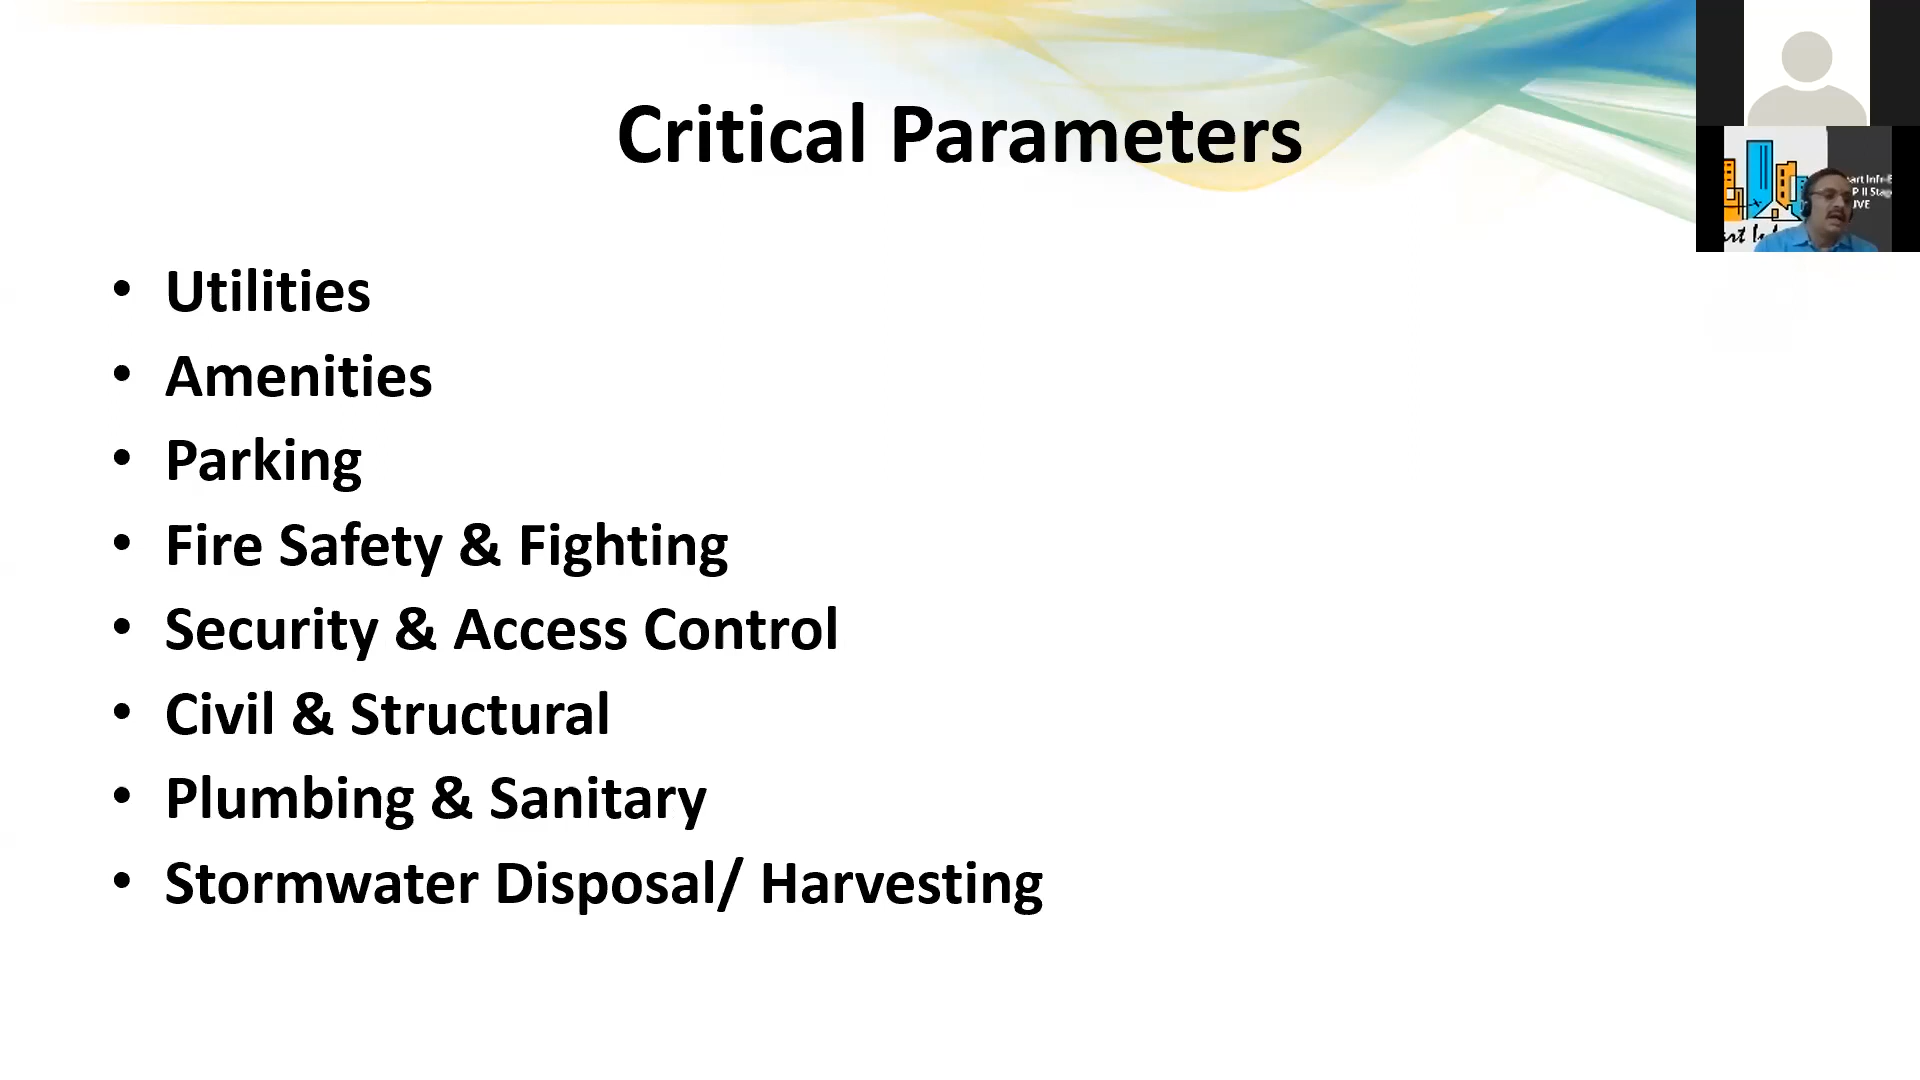 Critical Parameters
• Utilities
• Amenities
• Parking
• Fire Safety & Fighting
• Security & Access Control
• Civil & Structural
• Plumbing & Sanitary
• Stormwater Disposal/ Harvesting